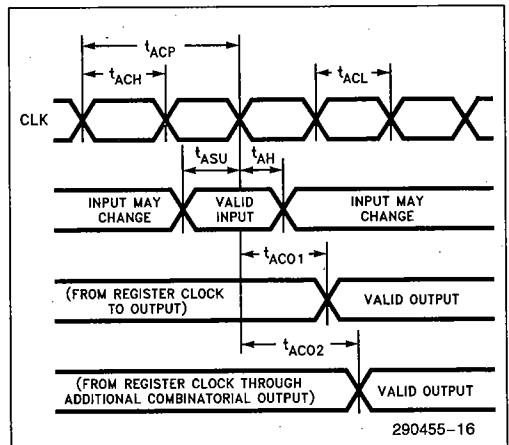 tACP
tACH
tACL
CLK
tASU
tAH
INPUT MAY
CHANGE
VALID
INPUT
INPUT MAY
CHANGE
tACO1
(FROM REGISTER CLOCK
TO OUTPUT)
VALID OUTPUT
tACO2
(FROM REGISTER CLOCK THROUGH
ADDITIONAL COMBINATORIAL OUTPUT)
VALID OUTPUT
290455-16